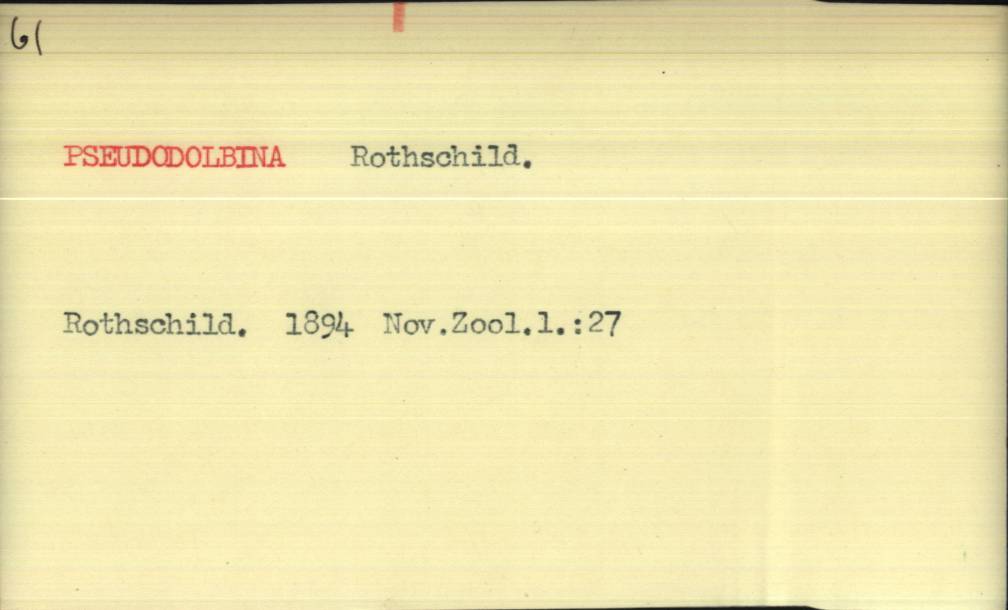 61
PSEUDODOLBINA Rothschild.
Rothschild. 1894 Nov.Zool.1.:27